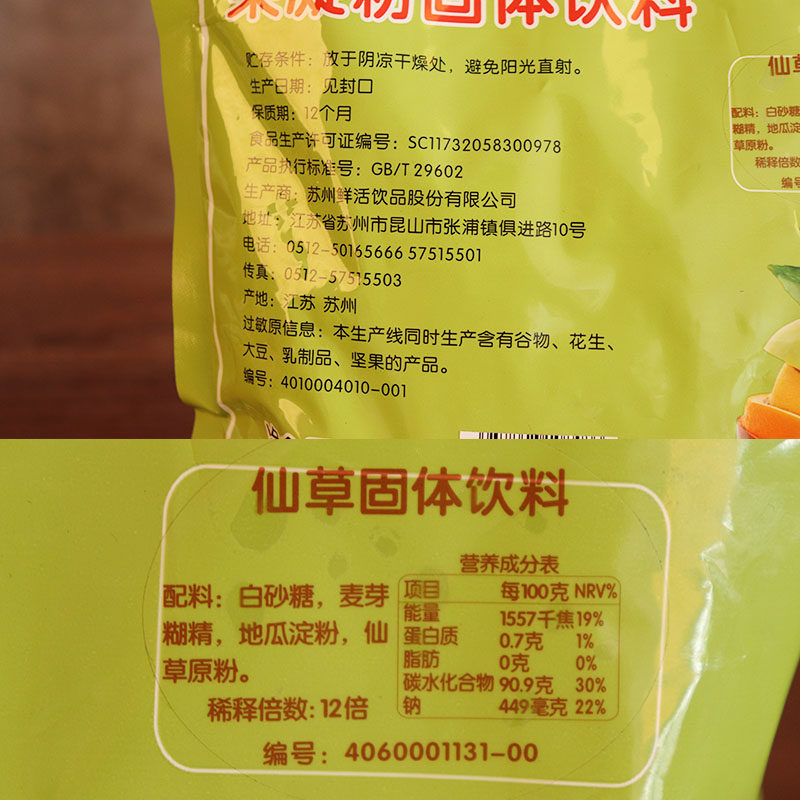 果凝粉固体饮料
贮存条件：放于阴凉干燥处，避免阳光直射。
生产日期：见封口
保质期：12个月
食品生产许可证编号：SC11732058300978
产品执行标准号：GB/T 29602
生产商：苏州鲜活饮品股份有限公司
地址：江苏省苏州市昆山市张浦镇俱进路10号
电话：0512-50165666 57515501
传真：0512-57515503
产地：江苏 苏州
过敏原信息：本生产线同时生产含有谷物、花生、
大豆、乳制品、坚果的产品。
编号：4010004010-001
仙
配料：白砂糖
糊精，地瓜淀
草原粉。
稀释倍数
编号
仙草固体饮料
配料：白砂糖，麦芽
糊精，地瓜淀粉，仙
草原粉。
稀释倍数：12倍
营养成分表
项目 每100克 NRV%
能量 1557千焦 19%
蛋白质 0.7克 1%
脂肪 0克 0%
碳水化合物 90.9克 30%
钠 449毫克 22%
编号：4060001131-00